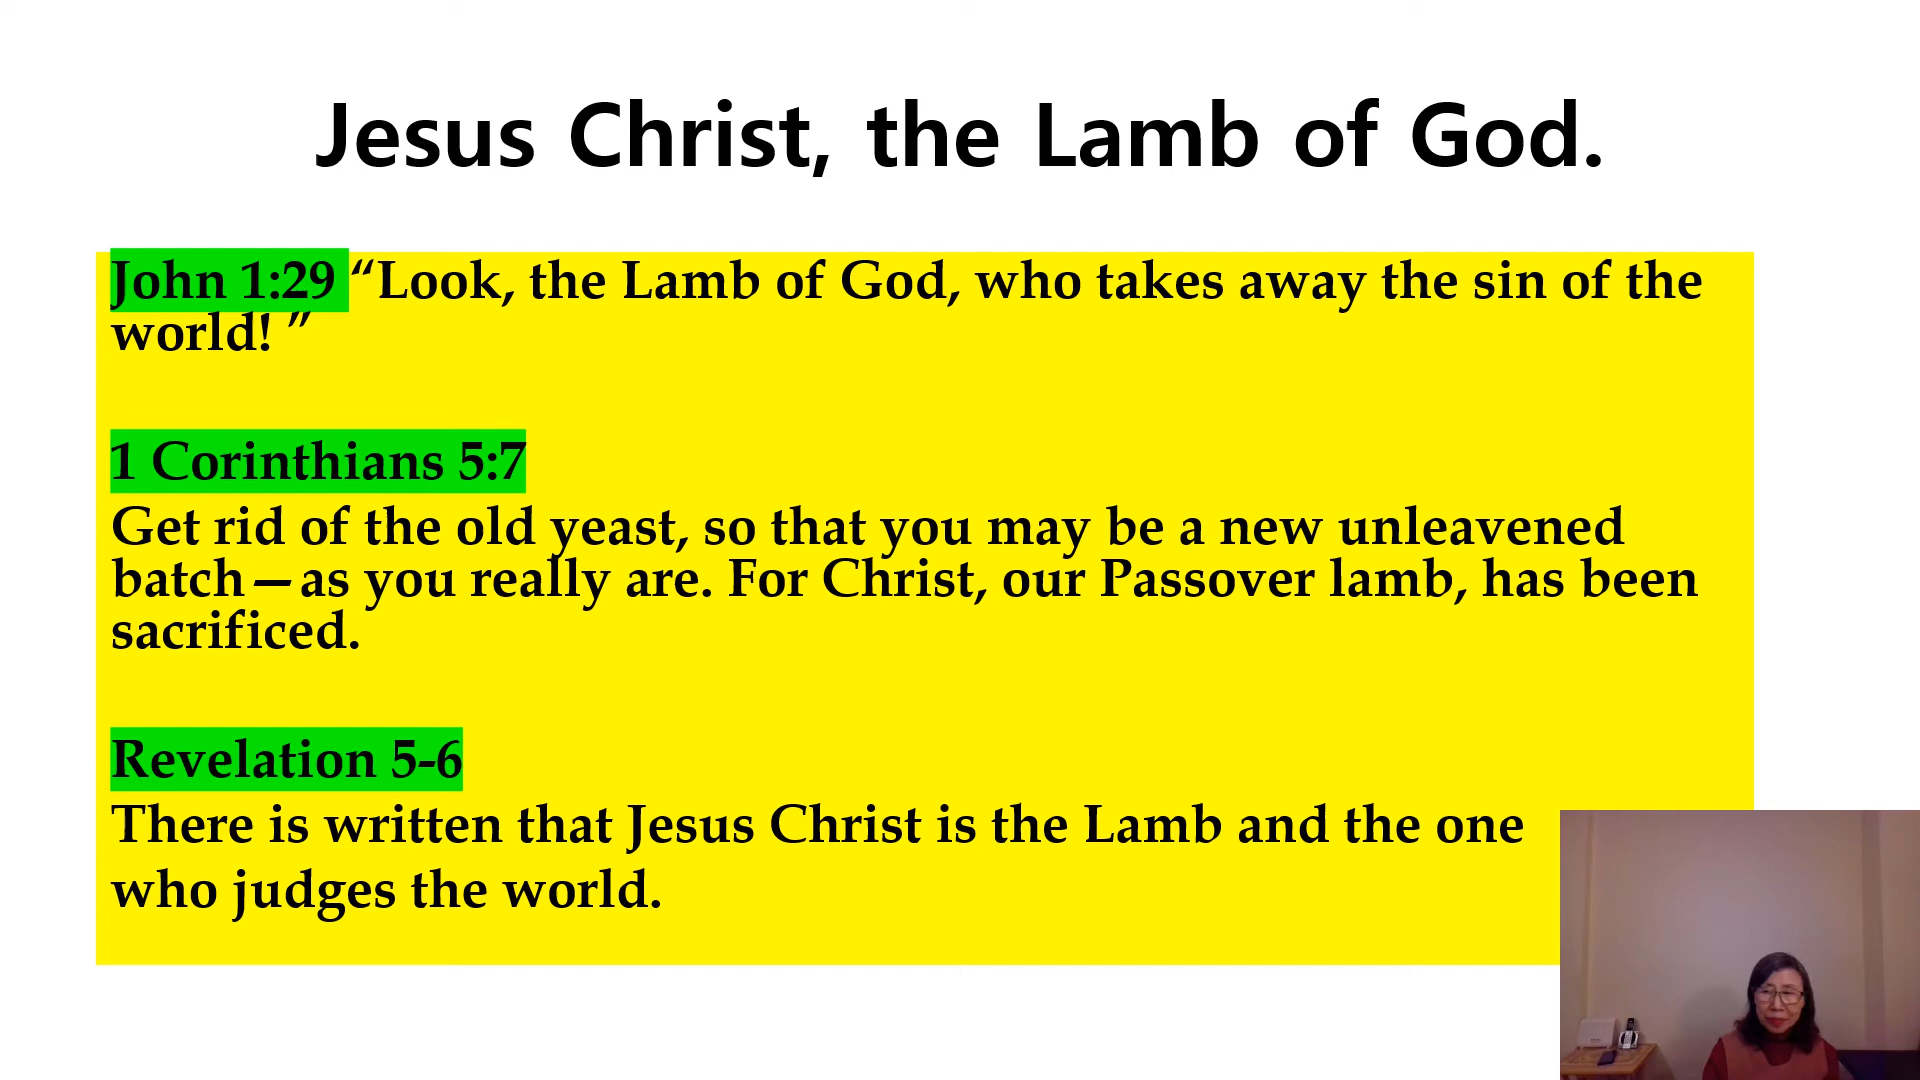 Jesus Christ, the Lamb of God.
John 1:29 “Look, the Lamb of God, who takes away the sin of the
world! ”
1 Corinthians 5:7
Get rid of the old yeast, so that you may be a new unleavened
batch—as you really are. For Christ, our Passover lamb, has been
sacrificed.
Revelation 5-6
There is written that Jesus Christ is the Lamb and the one
who judges the world.